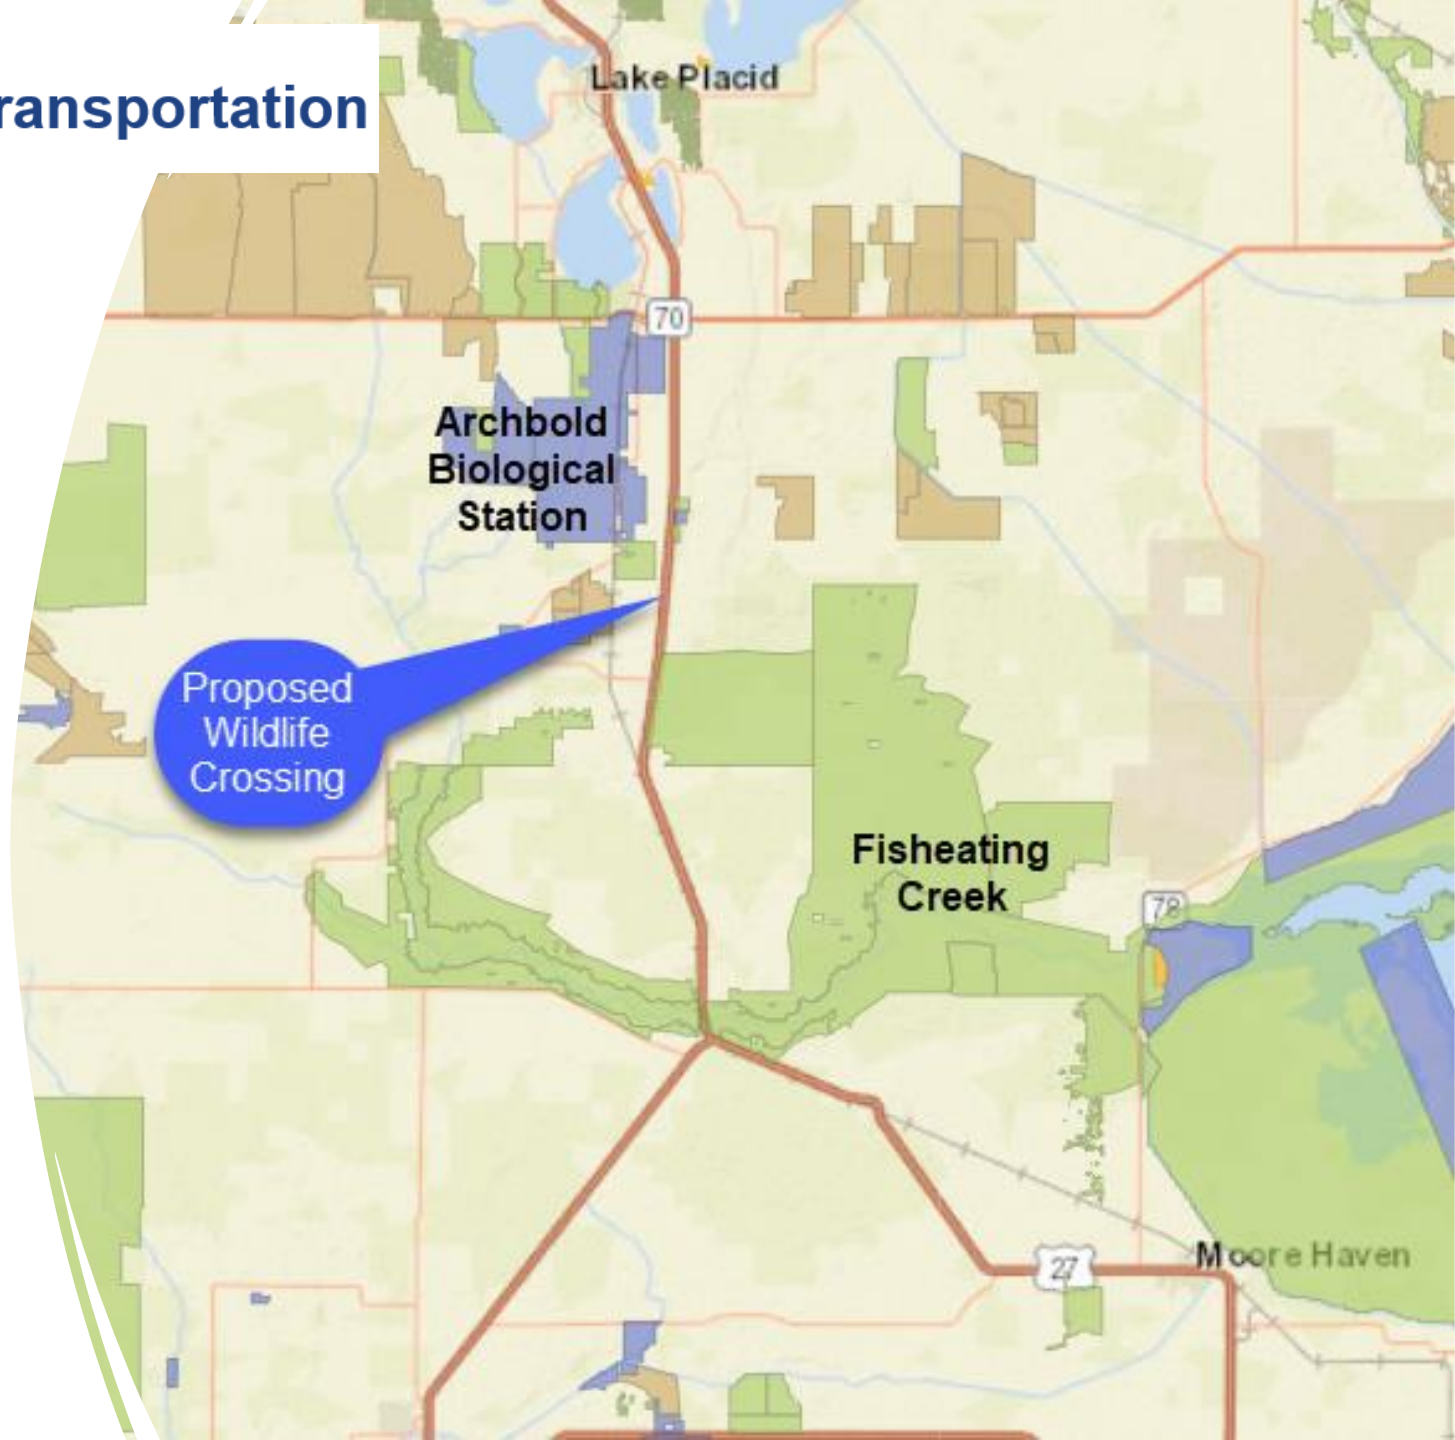 ransportation
Lake Placid
70
Archbold
Biological
Station
Proposed
Wildlife
Crossing
Fisheating
Creek
78
Moore Haven
27